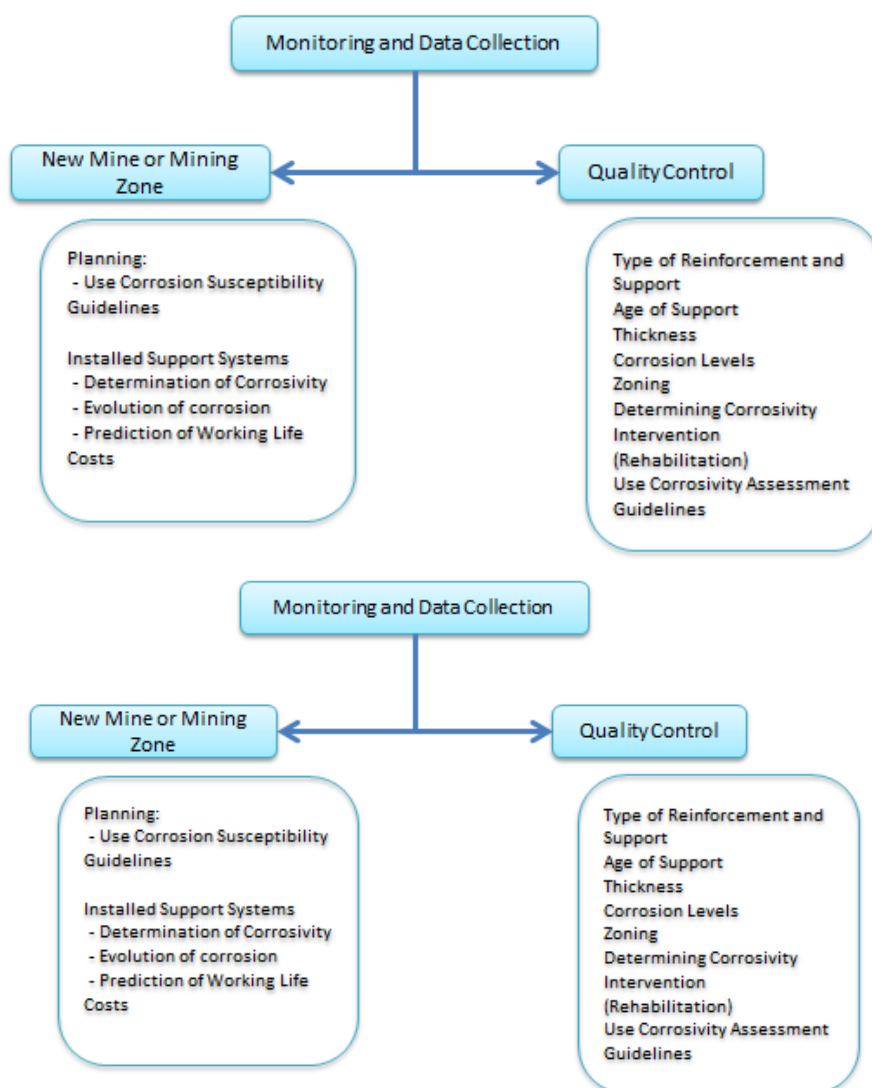 Monitoring and Data Collection
New Mine or Mining
Zone
Quality Control
Planning:
- Use Corrosion Susceptibility
Guidelines
Installed Support Systems
- Determination of Corrosivity
- Evolution of corrosion
- Prediction of Working Life
Costs
Type of Reinforcement and
Support
Age of Support
Thickness
Corrosion Levels
Zoning
Determining Corrosivity
Intervention
(Rehabilitation)
Use Corrosivity Assessment
Guidelines
Monitoring and Data Collection
New Mine or Mining
Zone
Quality Control
Planning:
- Use Corrosion Susceptibility
Guidelines
Installed Support Systems
- Determination of Corrosivity
- Evolution of corrosion
- Prediction of Working Life
Costs
Type of Reinforcement and
Support
Age of Support
Thickness
Corrosion Levels
Zoning
Determining Corrosivity
Intervention
(Rehabilitation)
Use Corrosivity Assessment
Guidelines